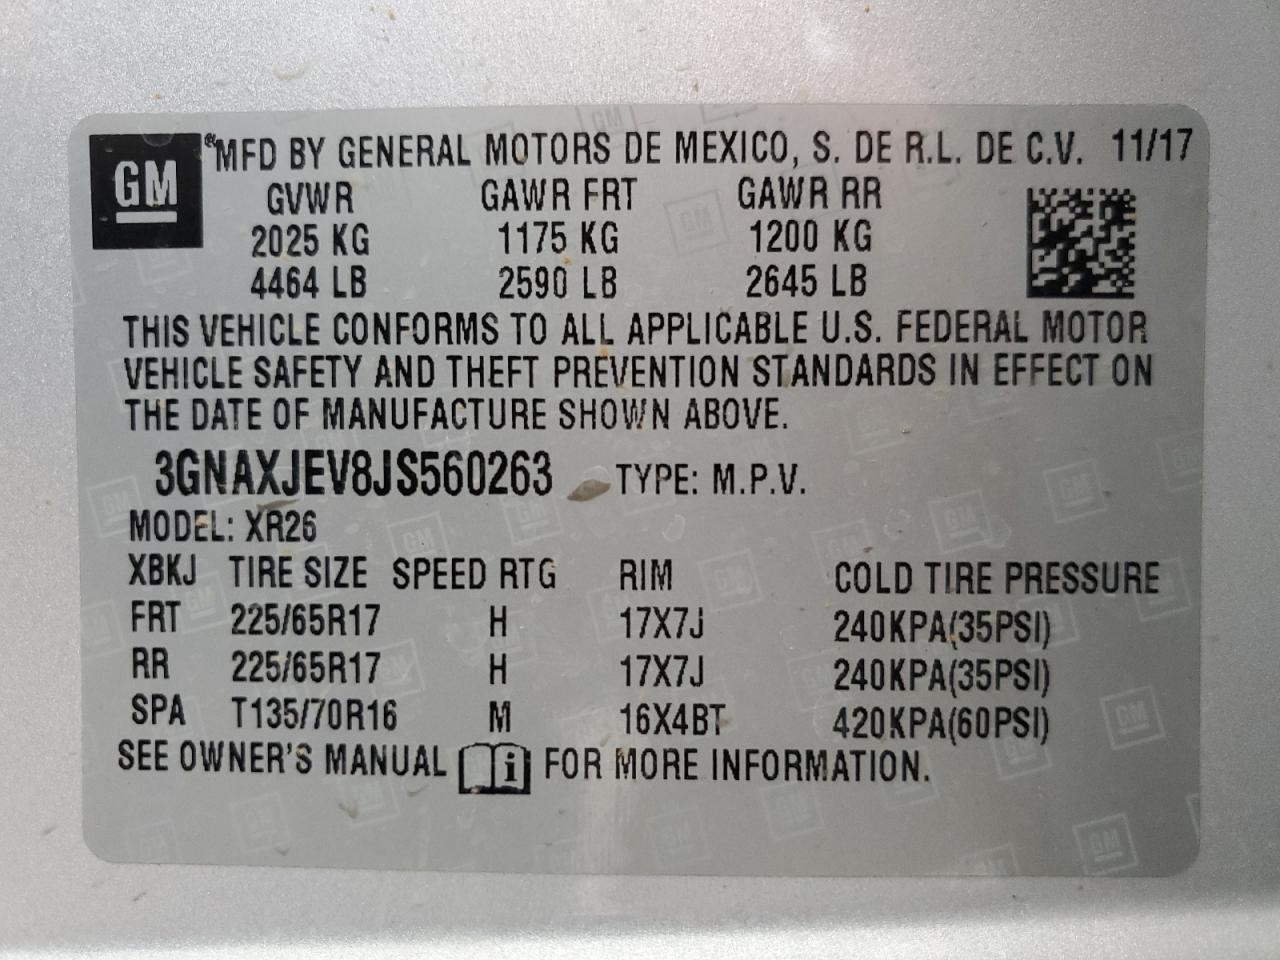 GM
MFD BY GENERAL MOTORS DE MEXICO, S. DE R.L. DE C.V. 11/17
GVWR GAWR FRT GAWR RR
2025 KG 1175 KG 1200 KG
4464 LB 2590 LB 2645 LB
THIS VEHICLE CONFORMS TO ALL APPLICABLE U.S. FEDERAL MOTOR
VEHICLE SAFETY AND THEFT PREVENTION STANDARDS IN EFFECT ON
THE DATE OF MANUFACTURE SHOWN ABOVE.
3GNAXJEV8JS560263 TYPE: M.P.V.
MODEL: XR26
XBKJ TIRE SIZE SPEED RTG RIM COLD TIRE PRESSURE
FRT 225/65R17 H 17X7J 240KPA(35PSI)
RR 225/65R17 H 17X7J 240KPA(35PSI)
SPA T135/70R16 M 16X4BT 420KPA(60PSI)
SEE OWNER'S MANUAL i FOR MORE INFORMATION.